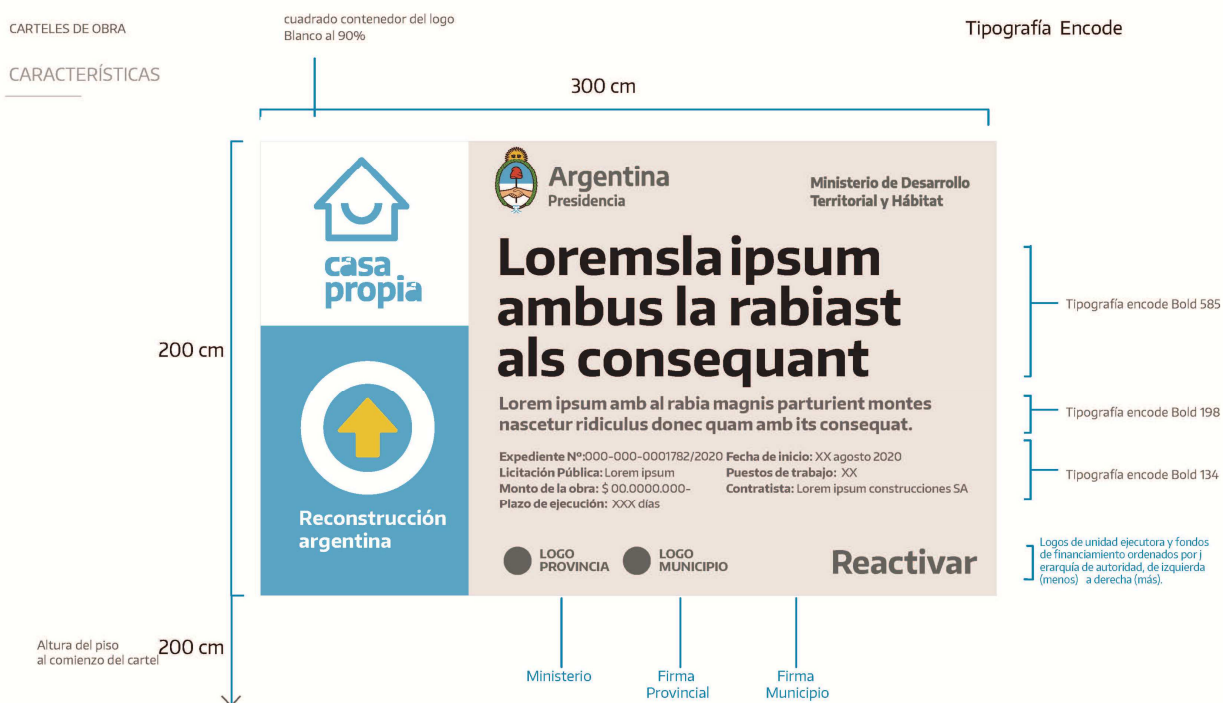 CARTELES DE OBRA
CARACTERÍSTICAS
cuadrado contenedor del logo
Blanco al 90%
Tipografía Encode
300 cm
200 cm
casa
propia
Reconstrucción
argentina
Argentina
Presidencia
Ministerio de Desarrollo
Territorial y Hábitat
Loremsla ipsum
ambus la rabiast
als consequant
Lorem ipsum amb al rabia magnis parturient montes
nascetur ridiculus donec quam amb its consequat.
Expediente Nº:000-000-0001782/2020 Fecha de inicio: XX agosto 2020
Licitación Pública: Lorem ipsum Puestos de trabajo: XX
Monto de la obra: $ 00.0000.000- Contratista: Lorem ipsum construcciones SA
Plazo de ejecución: XXX días
LOGO
PROVINCIA
LOGO
MUNICIPIO
Reactivar
Tipografía encode Bold 585
Tipografía encode Bold 198
Tipografía encode Bold 134
Logos de unidad ejecutora y fondos
de financiamiento ordenados por j
erarquía de autoridad, de izquierda
(menos) a derecha (más).
Altura del piso
al comienzo del cartel
200 cm
Ministerio
Firma
Provincial
Firma
Municipio